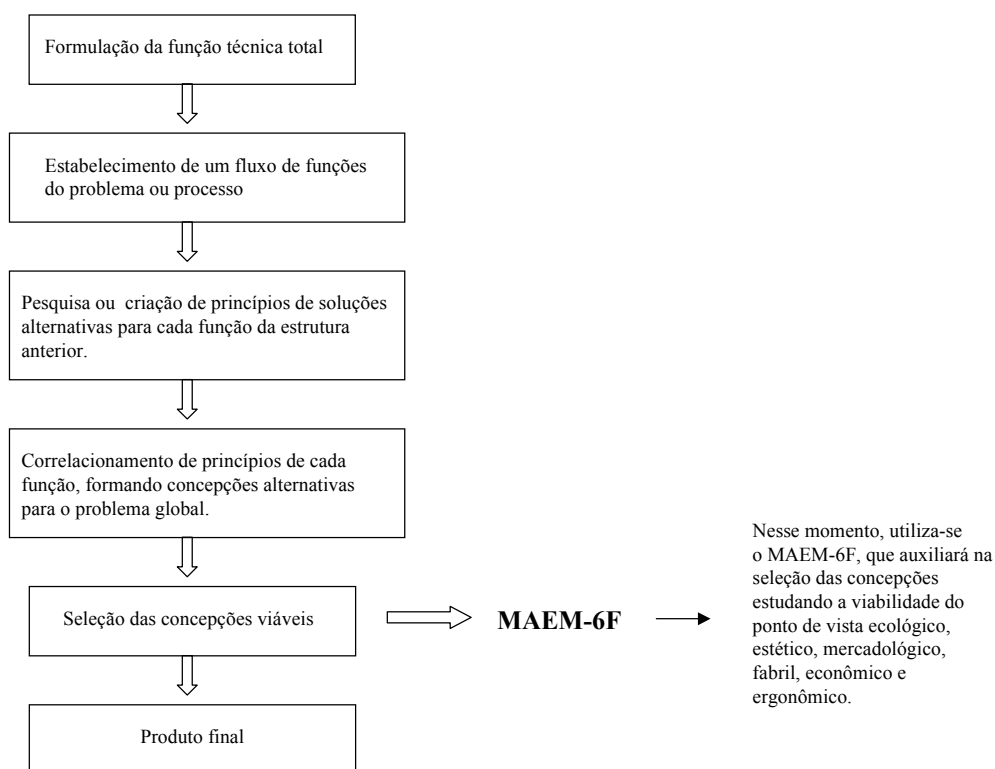 Formulação da função técnica total
Estabelecimento de um fluxo de funções
do problema ou processo
Pesquisa ou criação de princípios de soluções
alternativas para cada função da estrutura
anterior.
Correlacionamento de princípios de cada
função, formando concepções alternativas
para o problema global.
Seleção das concepções viáveis
MAEM-6F
Nesse momento, utiliza-se
o MAEM-6F, que auxiliará na
seleção das concepções
estudando a viabilidade do
ponto de vista ecológico,
estético, mercadológico,
fabril, econômico e
ergonômico.
Produto final